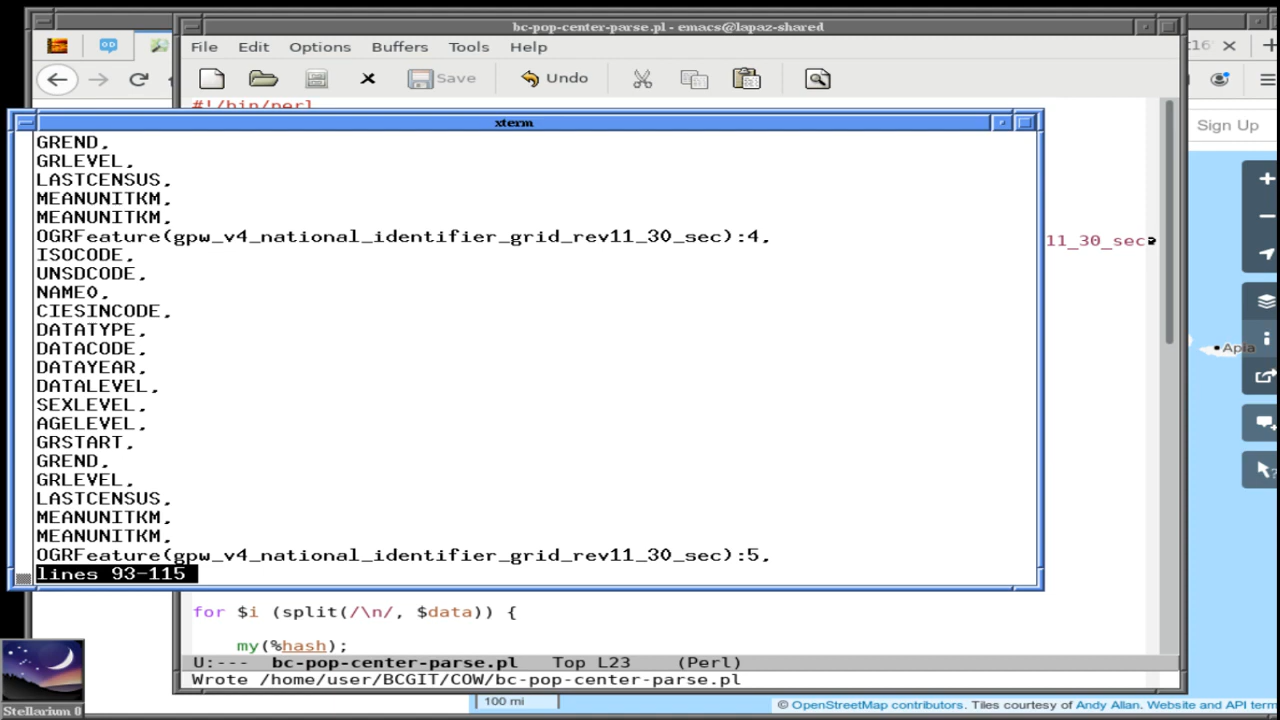 bc-pop-center-parse.pl - emacs@lapaz-shared
File Edit Options Buffers Tools Help
Save Undo
#!/bin/perl
xterm
GREND,
GRLEVEL,
LASTCENSUS,
MEANUNITKM,
MEANUNITKM,
OGRFeature(gpw_v4_national_identifier_grid_rev11_30_sec):4,
ISOCODE,
UNSDCODE,
NAME0,
CIESINCODE,
DATATYPE,
DATACODE,
DATAYEAR,
DATALEVEL,
SEXLEVEL,
AGELEVEL,
GRSTART,
GREND,
GRLEVEL,
LASTCENSUS,
MEANUNITKM,
MEANUNITKM,
OGRFeature(gpw_v4_national_identifier_grid_rev11_30_sec):5,
lines 93-115
11_30_sec
Sign Up
Apia
for $i (split(/\n/, $data)) {
my(%hash);
U:--- bc-pop-center-parse.pl Top L23 (Perl)
Wrote /home/user/BCGIT/COW/bc-pop-center-parse.pl
100 mi
© OpenStreetMap contributors. Tiles courtesy of Andy Allan. Website and API term
Stellarium 0